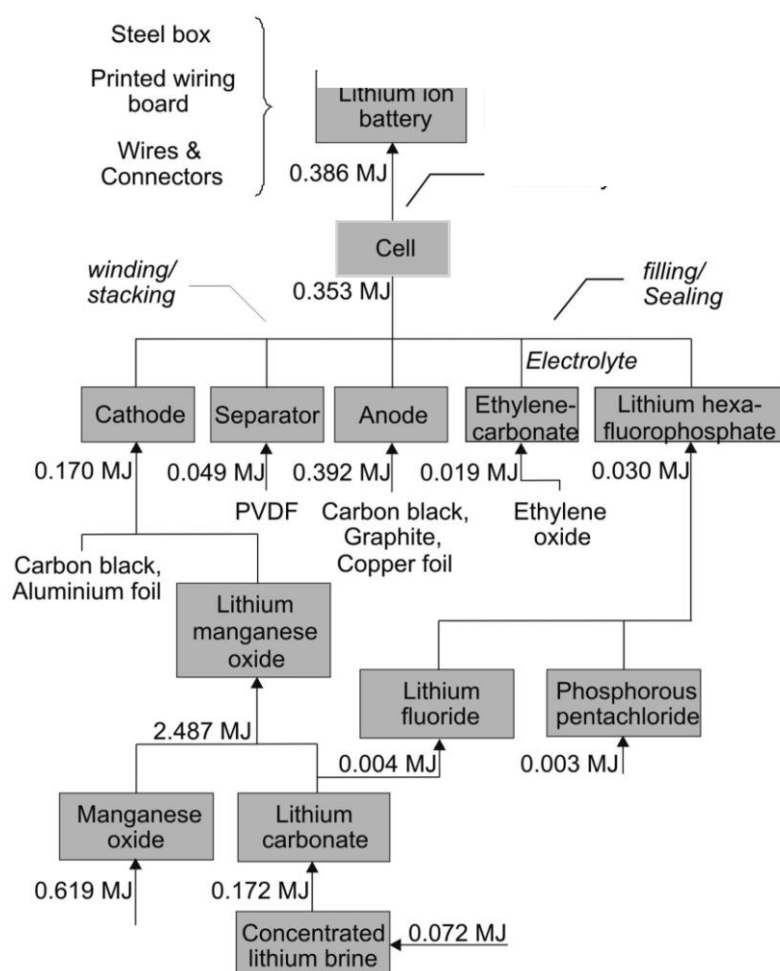 Steel box
Printed wiring
board
Wires &
Connectors
Lithium ion
battery
0.386 MJ
Cell
winding/
stacking
0.353 MJ
filling/
Sealing
Electrolyte
Cathode
Separator
Anode
Ethylene-
carbonate
Lithium hexa-
fluorophosphate
0.170 MJ
0.049 MJ
0.392 MJ
0.019 MJ
0.030 MJ
PVDF
Carbon black,
Graphite,
Copper foil
Ethylene
oxide
Carbon black,
Aluminium foil
Lithium
manganese
oxide
Lithium
fluoride
Phosphorous
pentachloride
2.487 MJ
0.004 MJ
0.003 MJ
Manganese
oxide
Lithium
carbonate
0.619 MJ
0.172 MJ
Concentrated
lithium brine
0.072 MJ